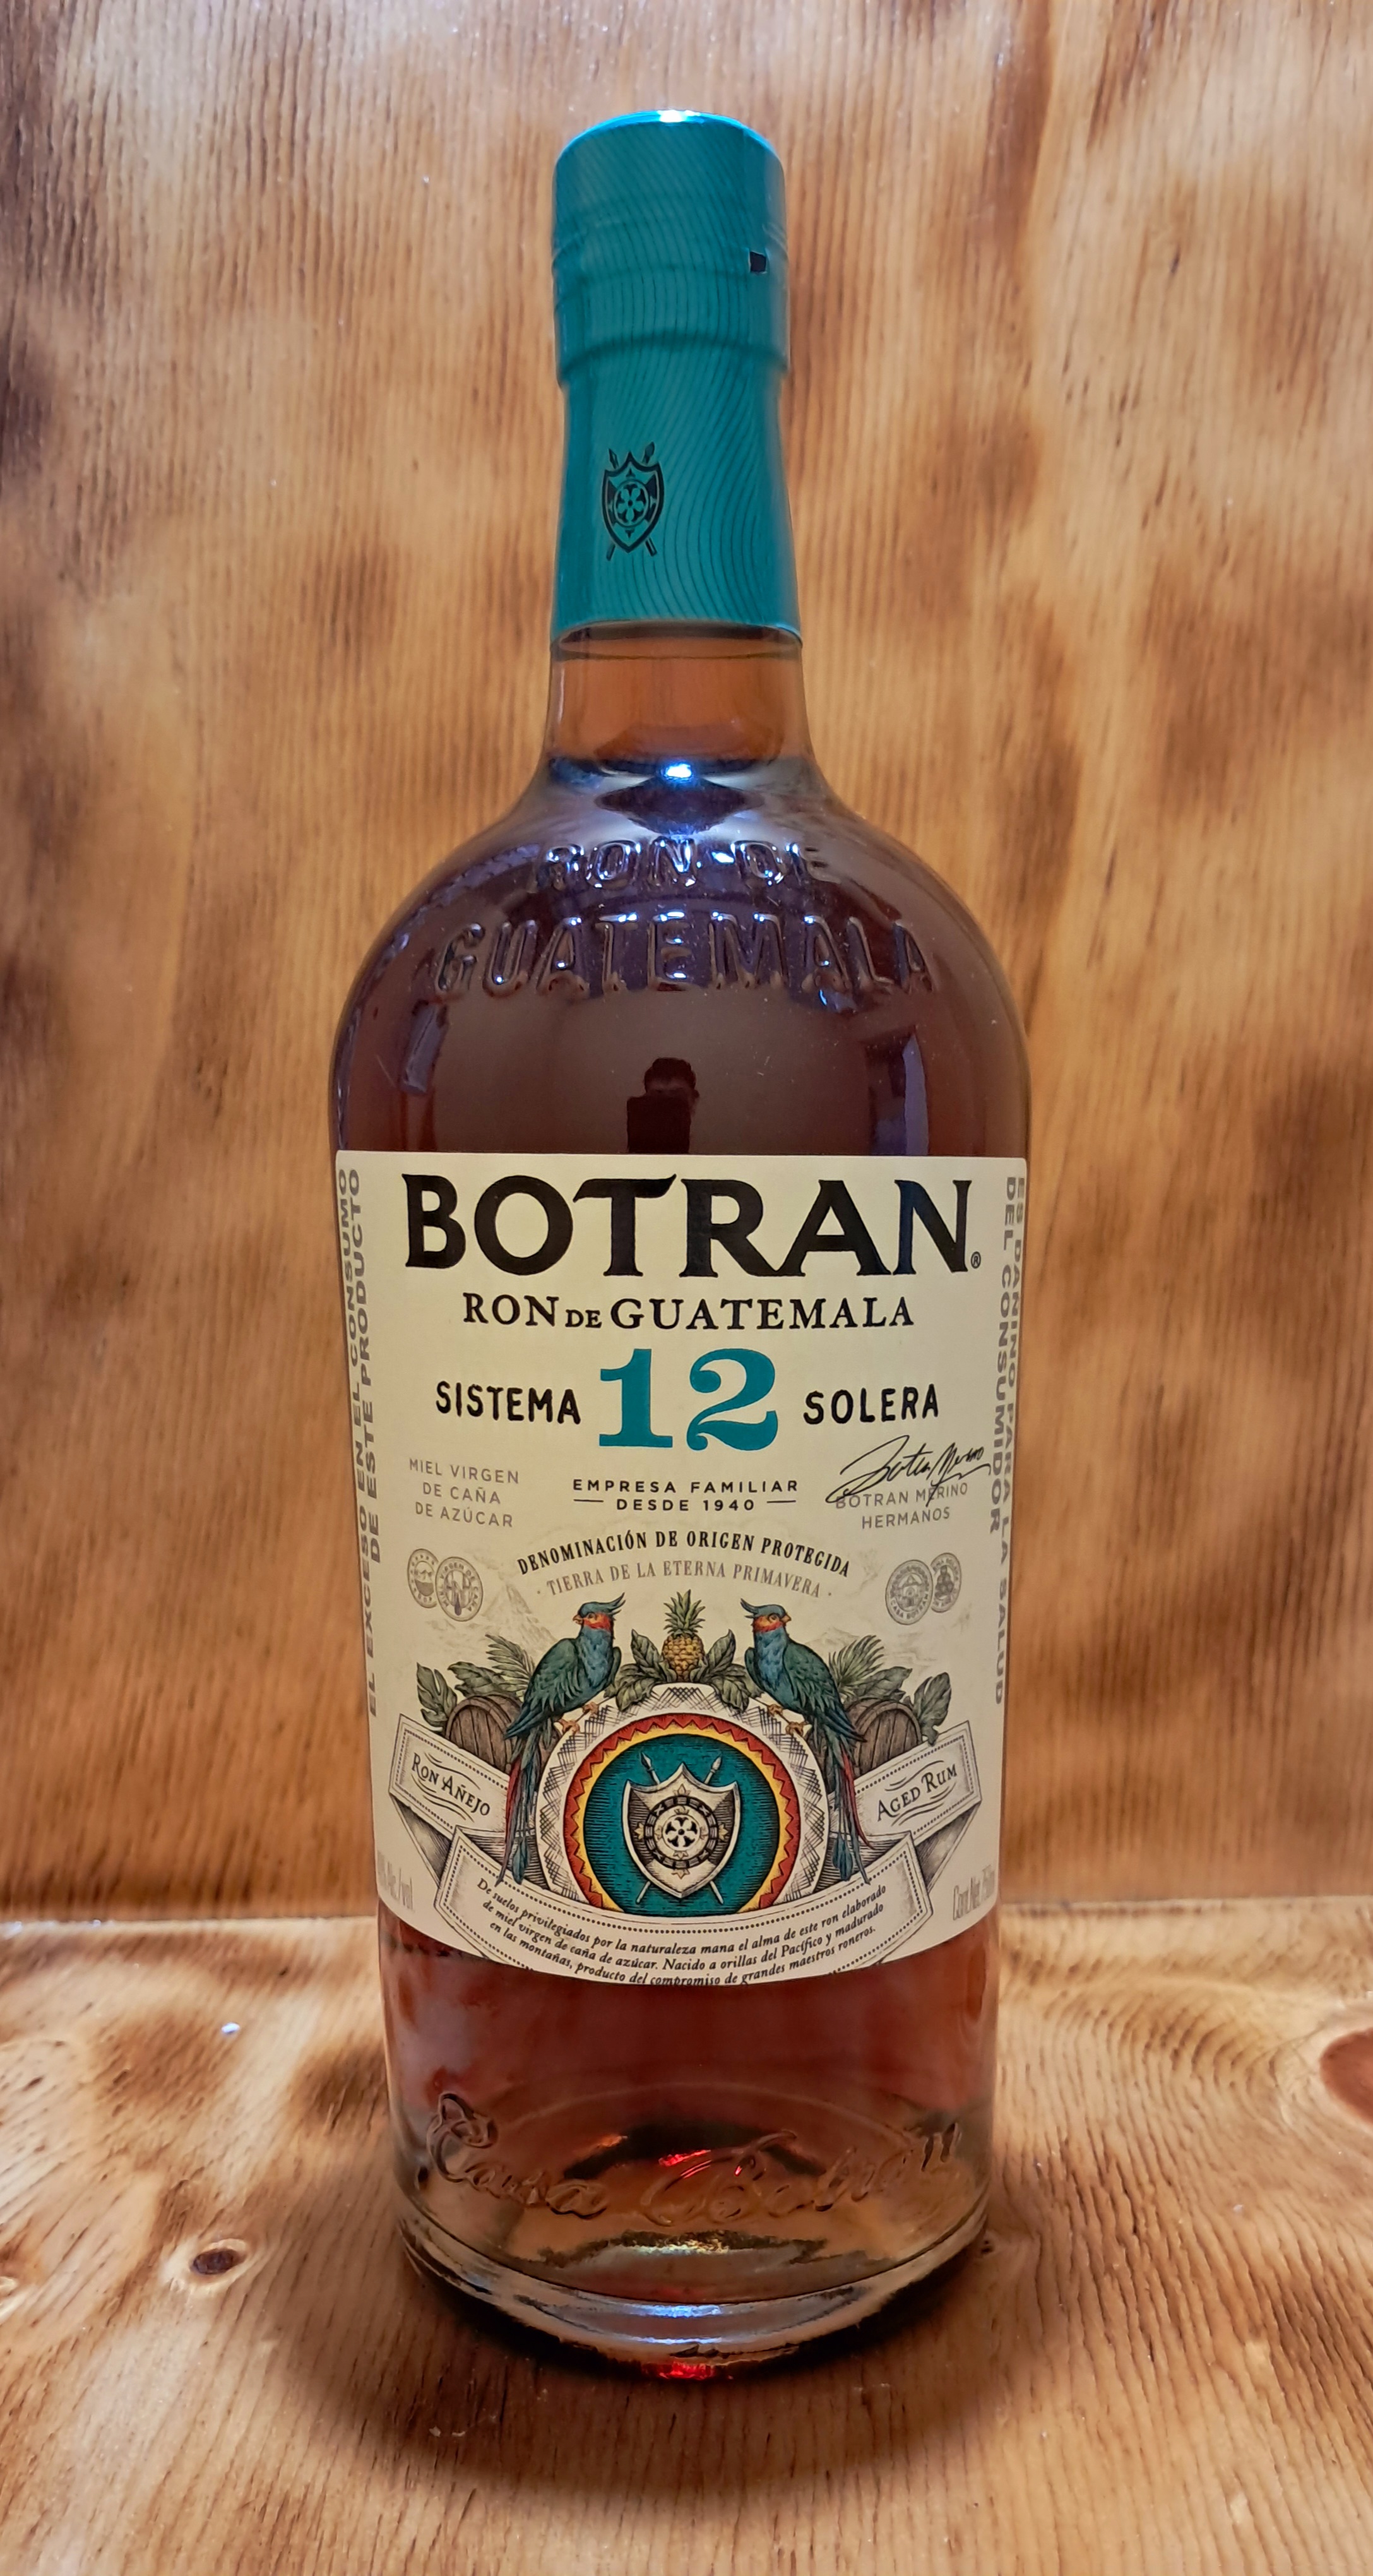 RON DE
GUATEMALA
BOTRAN®
RON DE GUATEMALA
SISTEMA 12 SOLERA
MIEL VIRGEN
DE CAÑA
DE AZÚCAR
EMPRESA FAMILIAR
DESDE 1940
BOTRAN MERINO
HERMANOS
DENOMINACIÓN DE ORIGEN PROTEGIDA
· TIERRA DE LA ETERNA PRIMAVERA ·
RON AÑEJO
AGED RUM
De suelos privilegiados por la naturaleza mana el alma de este ron elaborado
de miel virgen de caña de azúcar. Nacido a orillas del Pacífico y madurado
en las montañas, producto del compromiso de grandes maestros roneros.
EL EXCESO EN EL CONSUMO
DE ESTE PRODUCTO
ES DAÑINO PARA LA SALUD
DEL CONSUMIDOR
Casa Botran